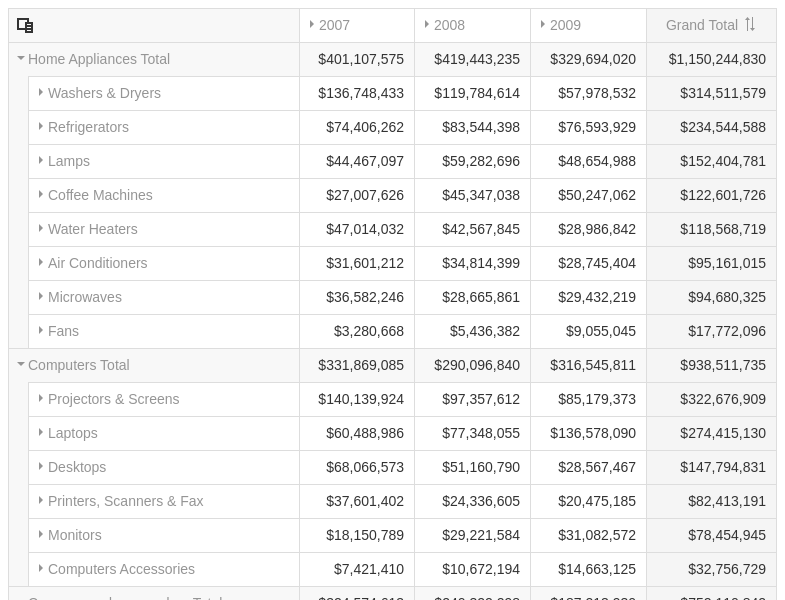 2007 2008 2009 Grand Total
Home Appliances Total $401,107,575 $419,443,235 $329,694,020 $1,150,244,830
Washers & Dryers $136,748,433 $119,784,614 $57,978,532 $314,511,579
Refrigerators $74,406,262 $83,544,398 $76,593,929 $234,544,588
Lamps $44,467,097 $59,282,696 $48,654,988 $152,404,781
Coffee Machines $27,007,626 $45,347,038 $50,247,062 $122,601,726
Water Heaters $47,014,032 $42,567,845 $28,986,842 $118,568,719
Air Conditioners $31,601,212 $34,814,399 $28,745,404 $95,161,015
Microwaves $36,582,246 $28,665,861 $29,432,219 $94,680,325
Fans $3,280,668 $5,436,382 $9,055,045 $17,772,096
Computers Total $331,869,085 $290,096,840 $316,545,811 $938,511,735
Projectors & Screens $140,139,924 $97,357,612 $85,179,373 $322,676,909
Laptops $60,488,986 $77,348,055 $136,578,090 $274,415,130
Desktops $68,066,573 $51,160,790 $28,567,467 $147,794,831
Printers, Scanners & Fax $37,601,402 $24,336,605 $20,475,185 $82,413,191
Monitors $18,150,789 $29,221,584 $31,082,572 $78,454,945
Computers Accessories $7,421,410 $10,672,194 $14,663,125 $32,756,729